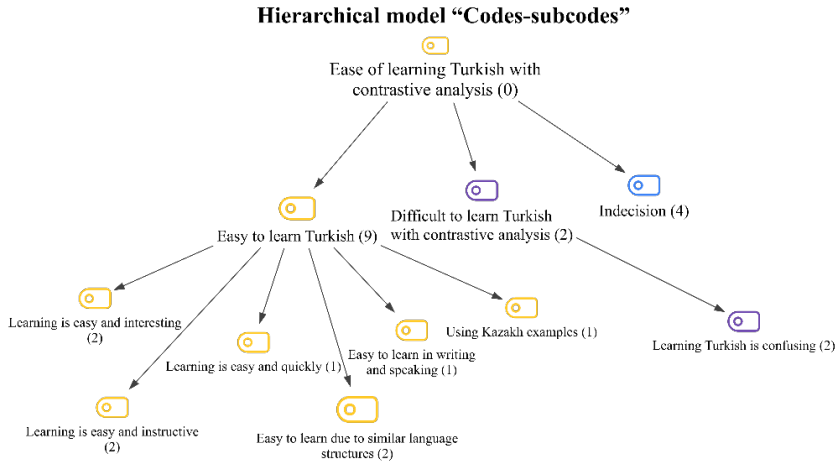 Hierarchical model “Codes-subcodes”
Ease of learning Turkish with
contrastive analysis (0)
Easy to learn Turkish (9)
Difficult to learn Turkish
with contrastive analysis (2)
Indecision (4)
Learning is easy and interesting
(2)
Learning is easy and quickly (1)
Easy to learn in writing
and speaking (1)
Using Kazakh examples (1)
Learning Turkish is confusing (2)
Learning is easy and instructive
(2)
Easy to learn due to similar language
structures (2)